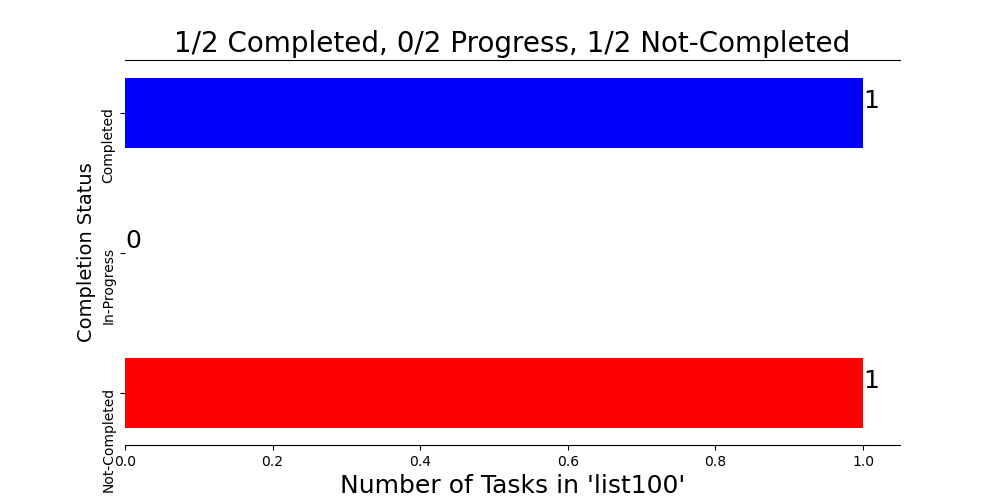 1/2 Completed, 0/2 Progress, 1/2 Not-Completed
Completion Status
Completed
1
In-Progress
0
Not-Completed
1
0.0 0.2 0.4 0.6 0.8 1.0
Number of Tasks in 'list100'